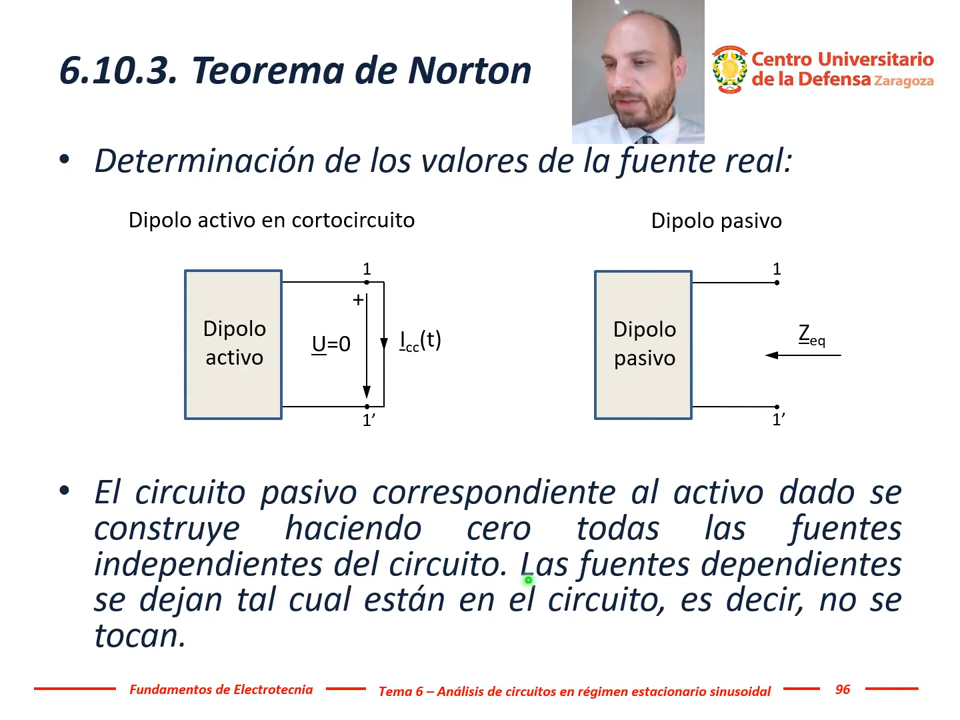 6.10.3. Teorema de Norton
Centro Universitario
de la Defensa Zaragoza
• Determinación de los valores de la fuente real:
Dipolo activo en cortocircuito
Dipolo pasivo
1
+
Dipolo
activo
U=0
Icc(t)
1’
1
Dipolo
pasivo
Zeq
1’
• El circuito pasivo correspondiente al activo dado se
construye haciendo cero todas las fuentes
independientes del circuito. Las fuentes dependientes
se dejan tal cual están en el circuito, es decir, no se
tocan.
Fundamentos de Electrotecnia
Tema 6 – Análisis de circuitos en régimen estacionario sinusoidal
96